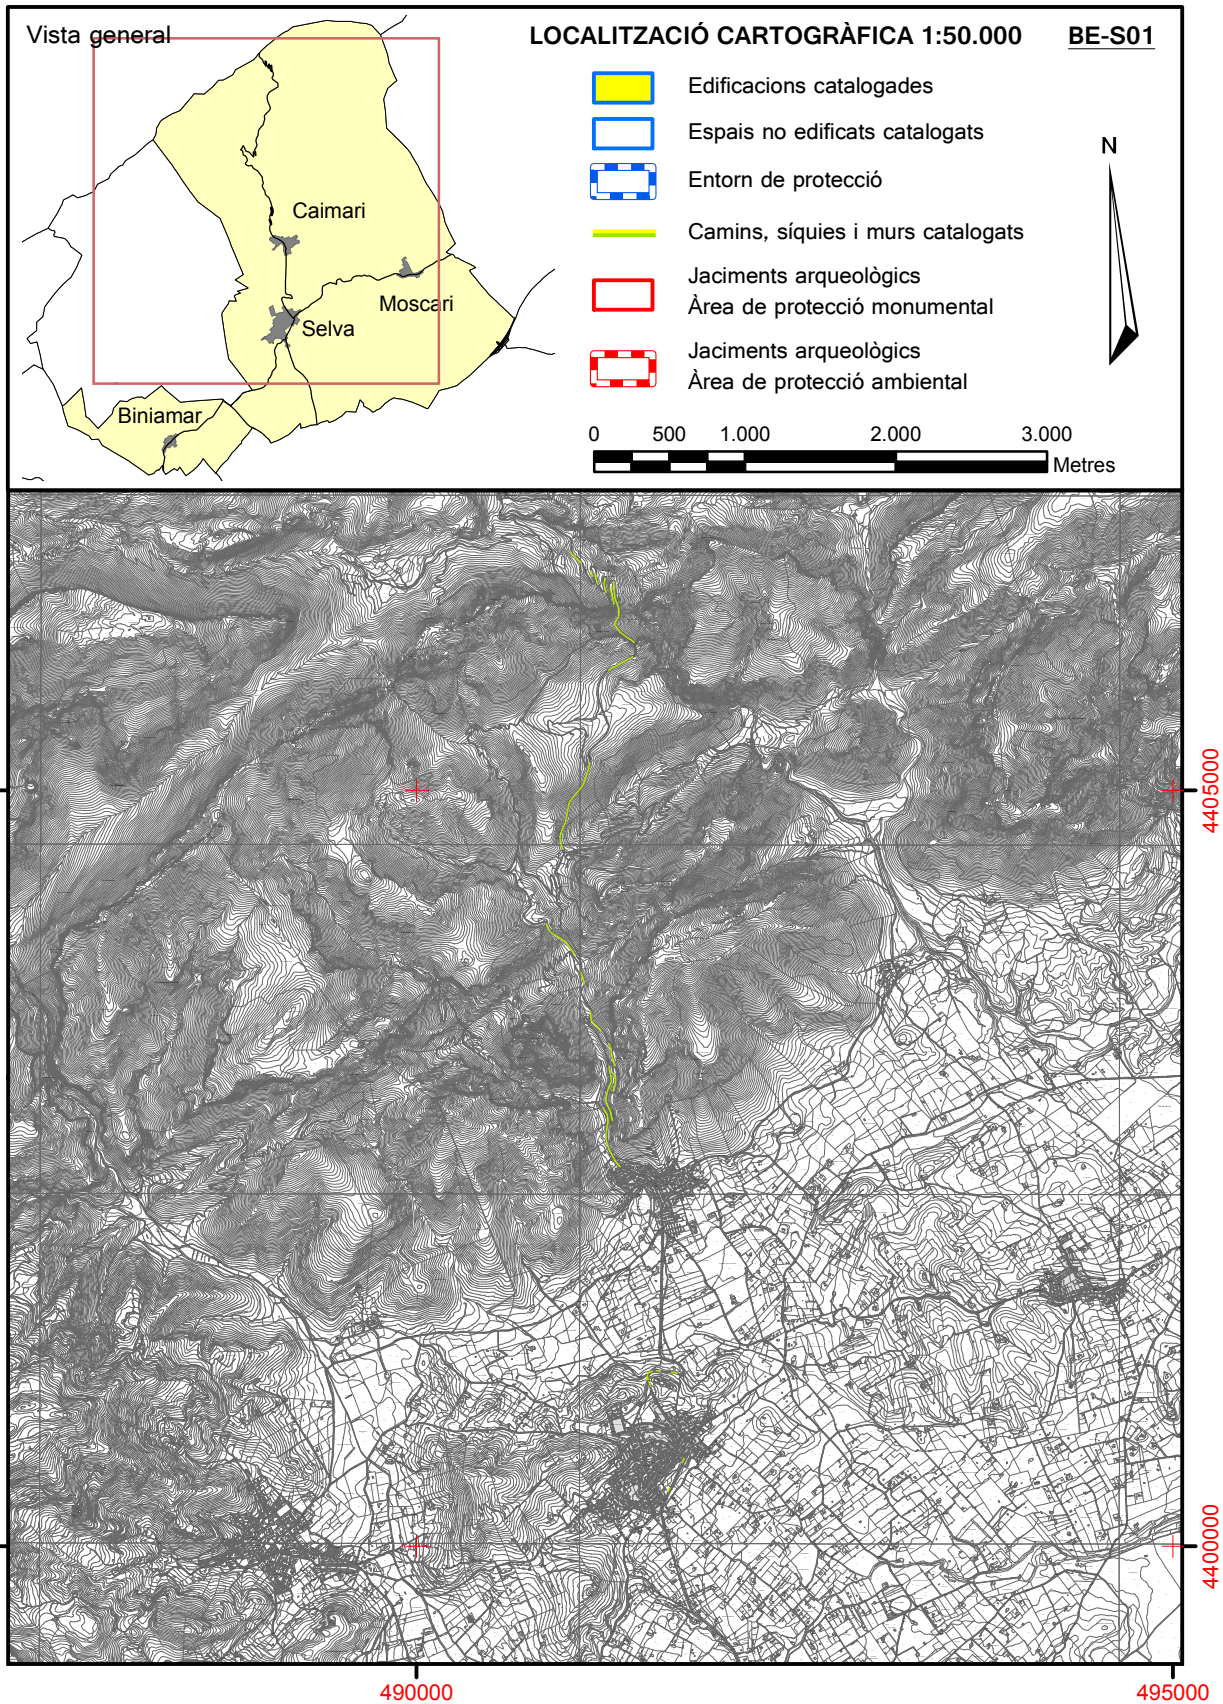 Vista general
LOCALITZACIÓ CARTOGRÀFICA 1:50.000 BE-S01
Edificacions catalogades
Espais no edificats catalogats
Entorn de protecció
Camins, síquies i murs catalogats
Jaciments arqueològics
Àrea de protecció monumental
Jaciments arqueològics
Àrea de protecció ambiental
N
Caimari
Moscari
Selva
Biniamar
0 500 1.000 2.000 3.000
Metres
4405000
4400000
490000 495000